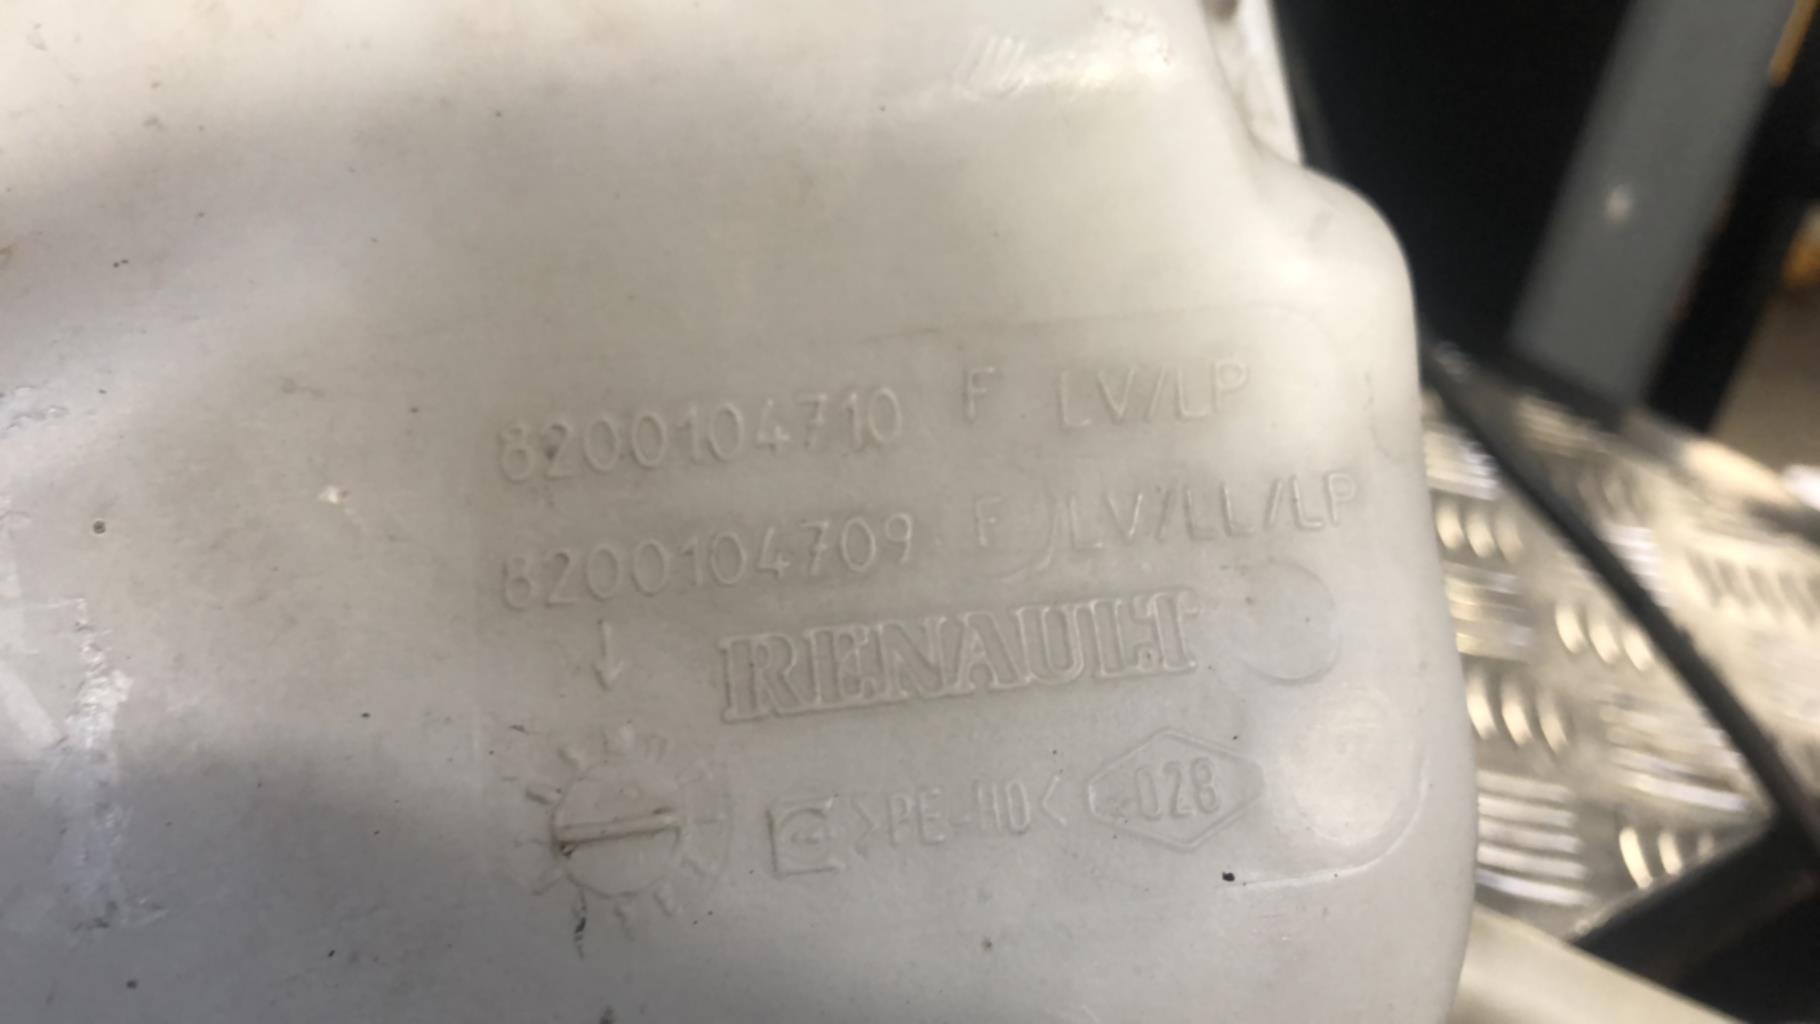 8200104710 F LV/LP
8200104709 F LV/LL/LP
RENAULT
>PE-HD< 028